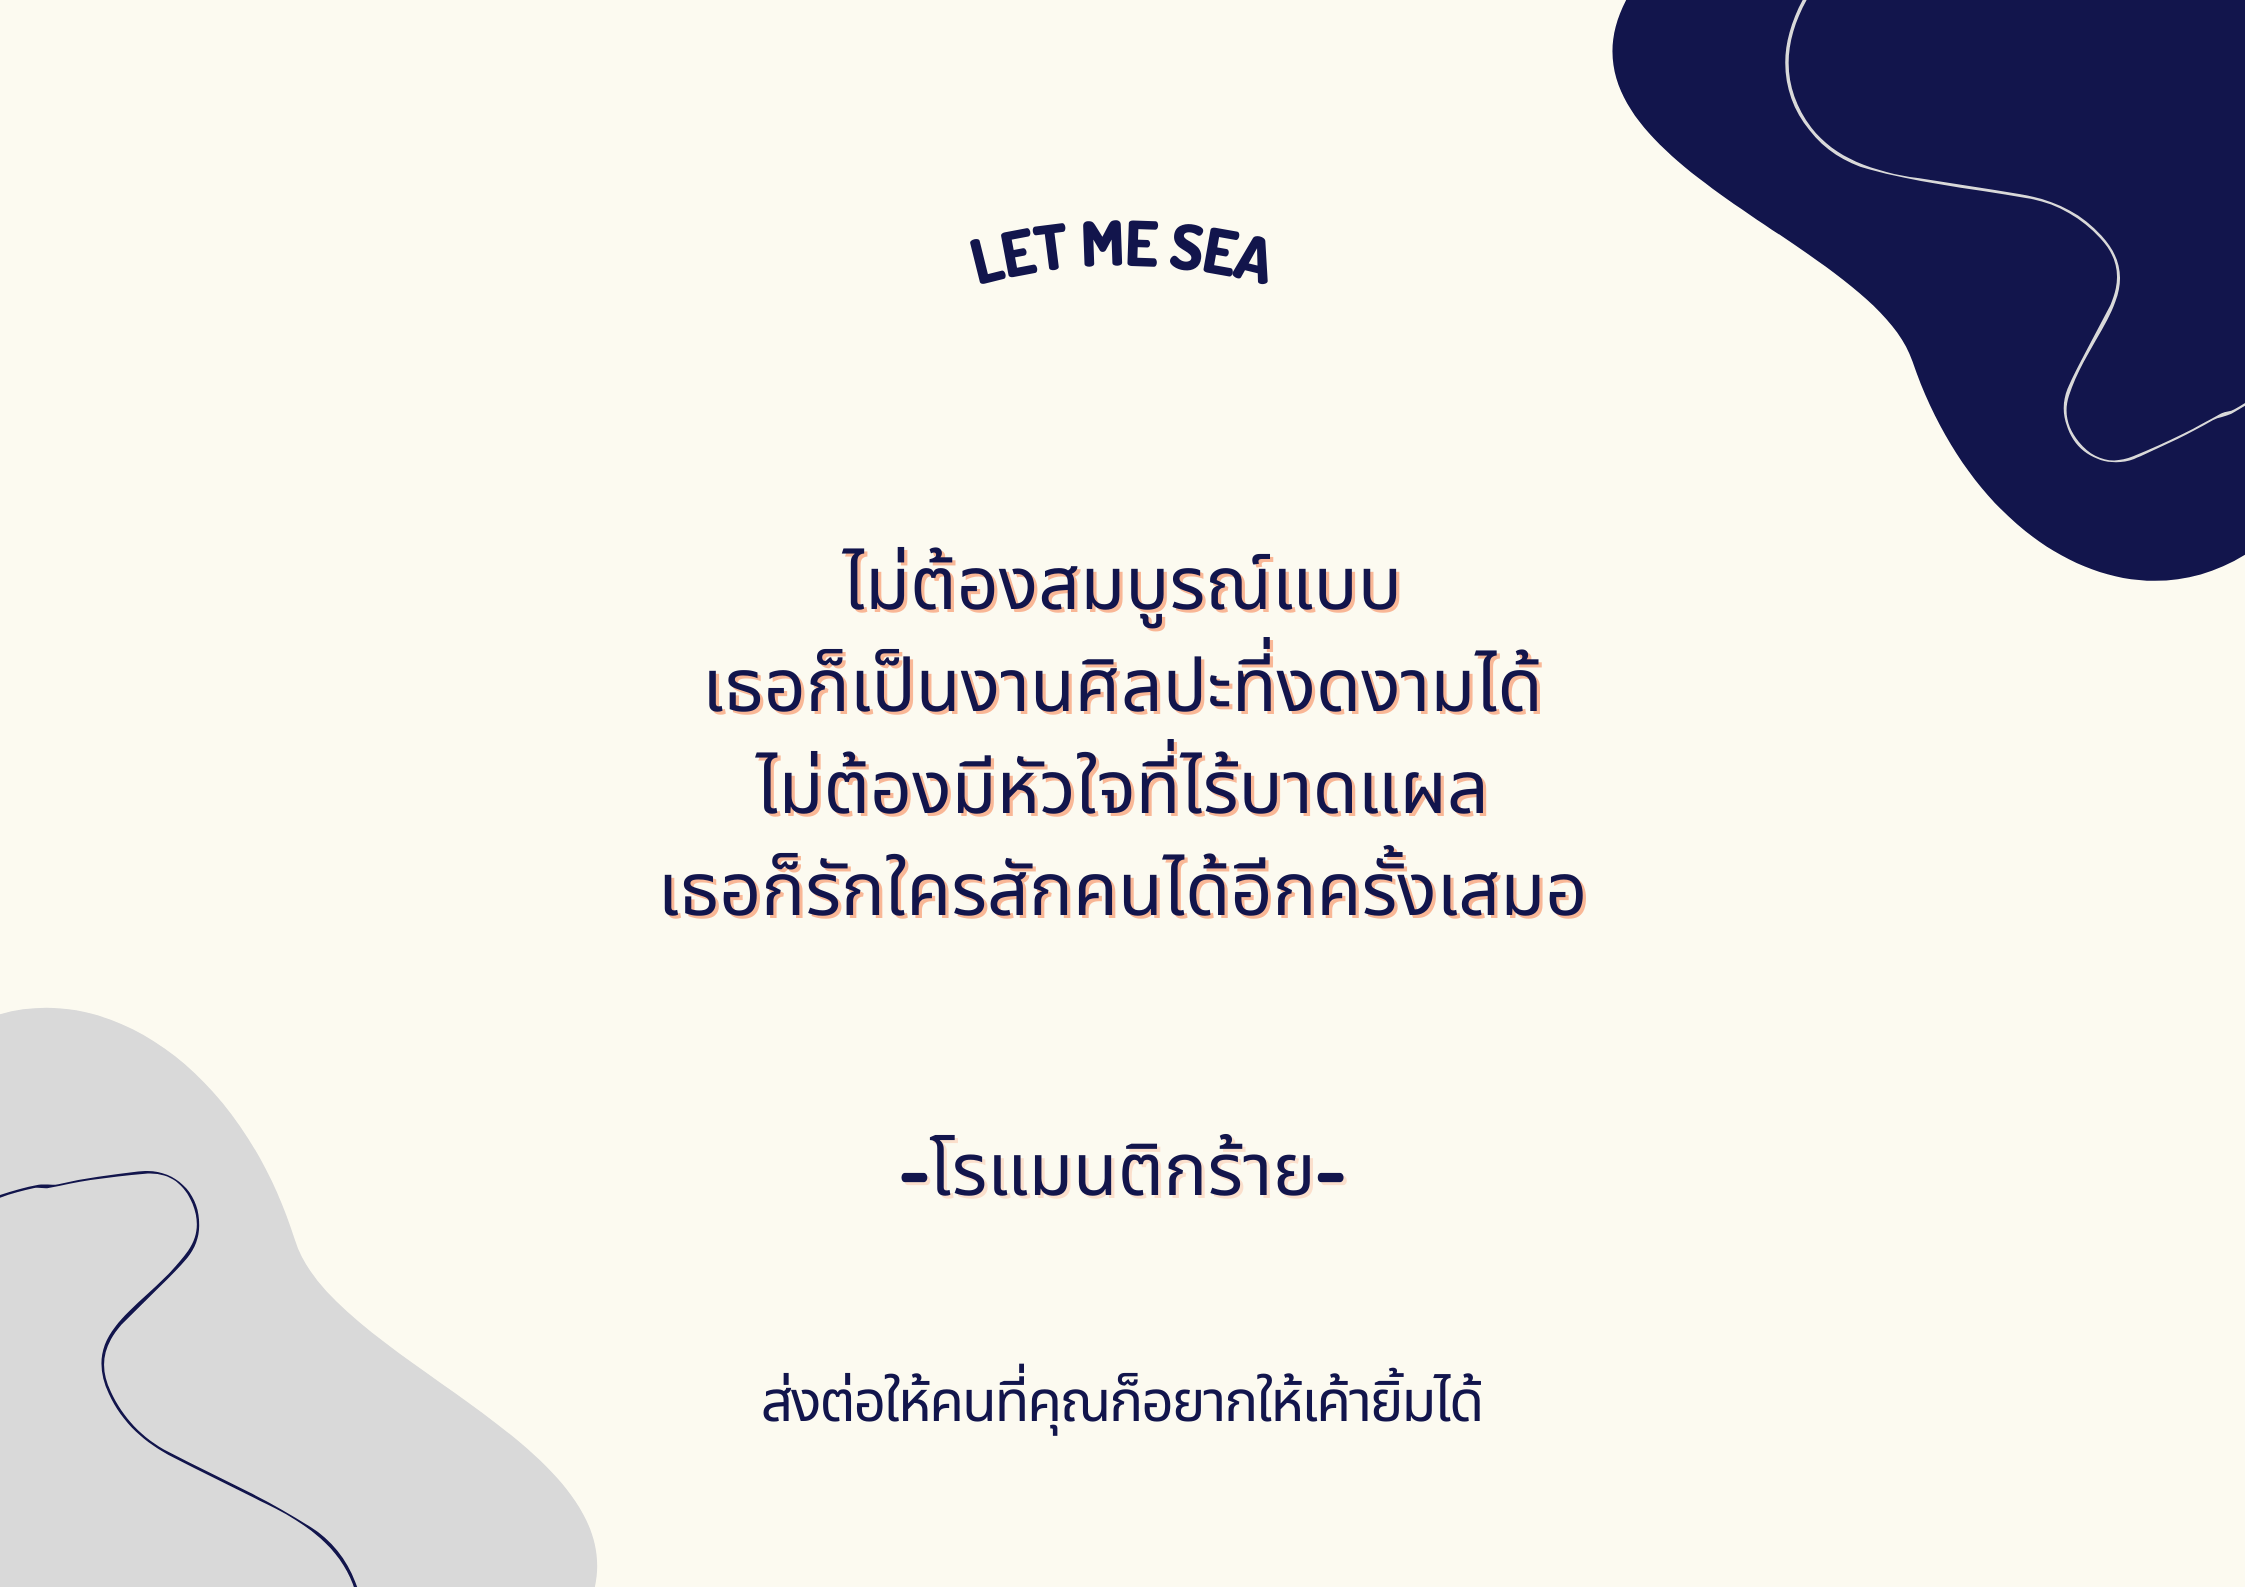 LET ME SEA
ไม่ต้องสมบูรณ์แบบ
เธอก็เป็นงานศิลปะที่งดงามได้
ไม่ต้องมีหัวใจที่ไร้บาดแผล
เธอก็รักใครสักคนได้อีกครั้งเสมอ
-โรแมนติกร้าย-
ส่งต่อให้คนที่คุณก็อยากให้เค้ายิ้มได้